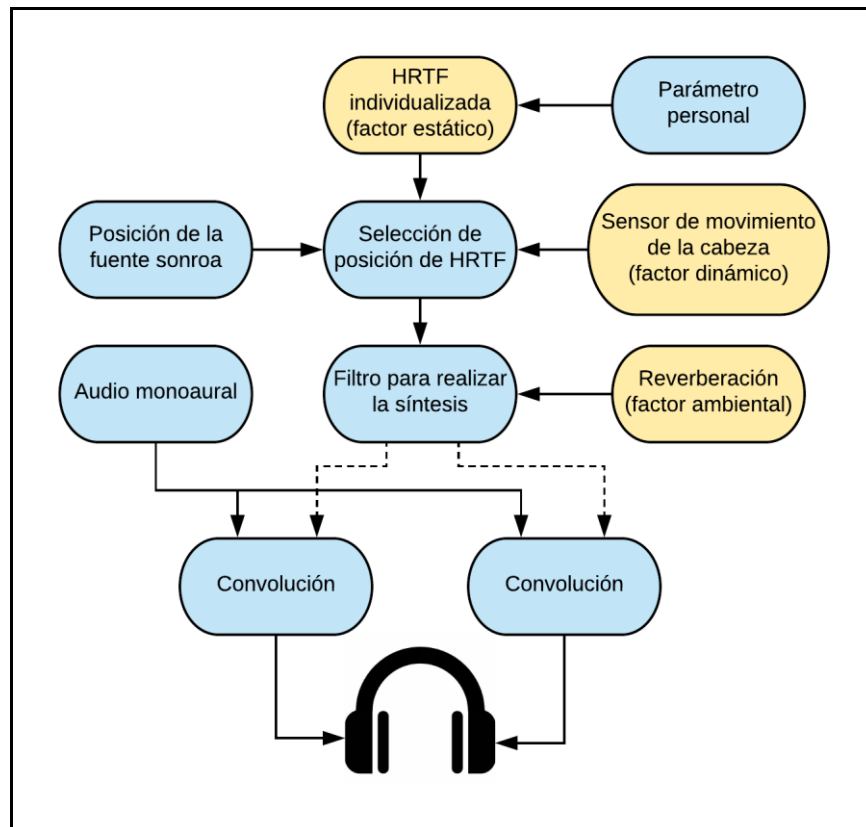 HRTF
individualizada
(factor estático)
Parámetro
personal
Posición de la
fuente sonroa
Selección de
posición de HRTF
Sensor de movimiento
de la cabeza
(factor dinámico)
Audio monoaural
Filtro para realizar
la síntesis
Reverberación
(factor ambiental)
Convolución
Convolución